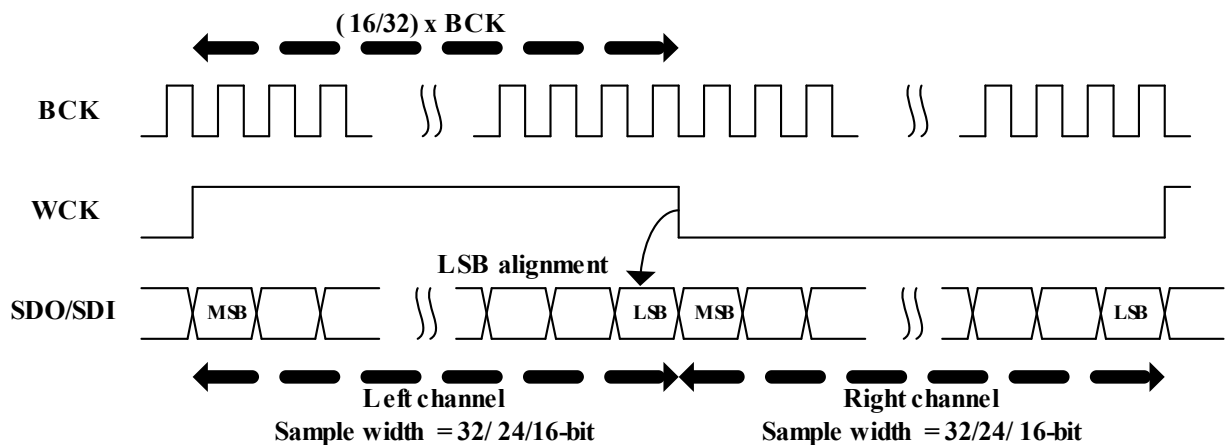 (16/32) x BCK
BCK
WCK
LSB alignment
SDO/SDI
MSB
LSB
MSB
LSB
Left channel
Right channel
Sample width = 32/ 24/16-bit
Sample width = 32/24/ 16-bit